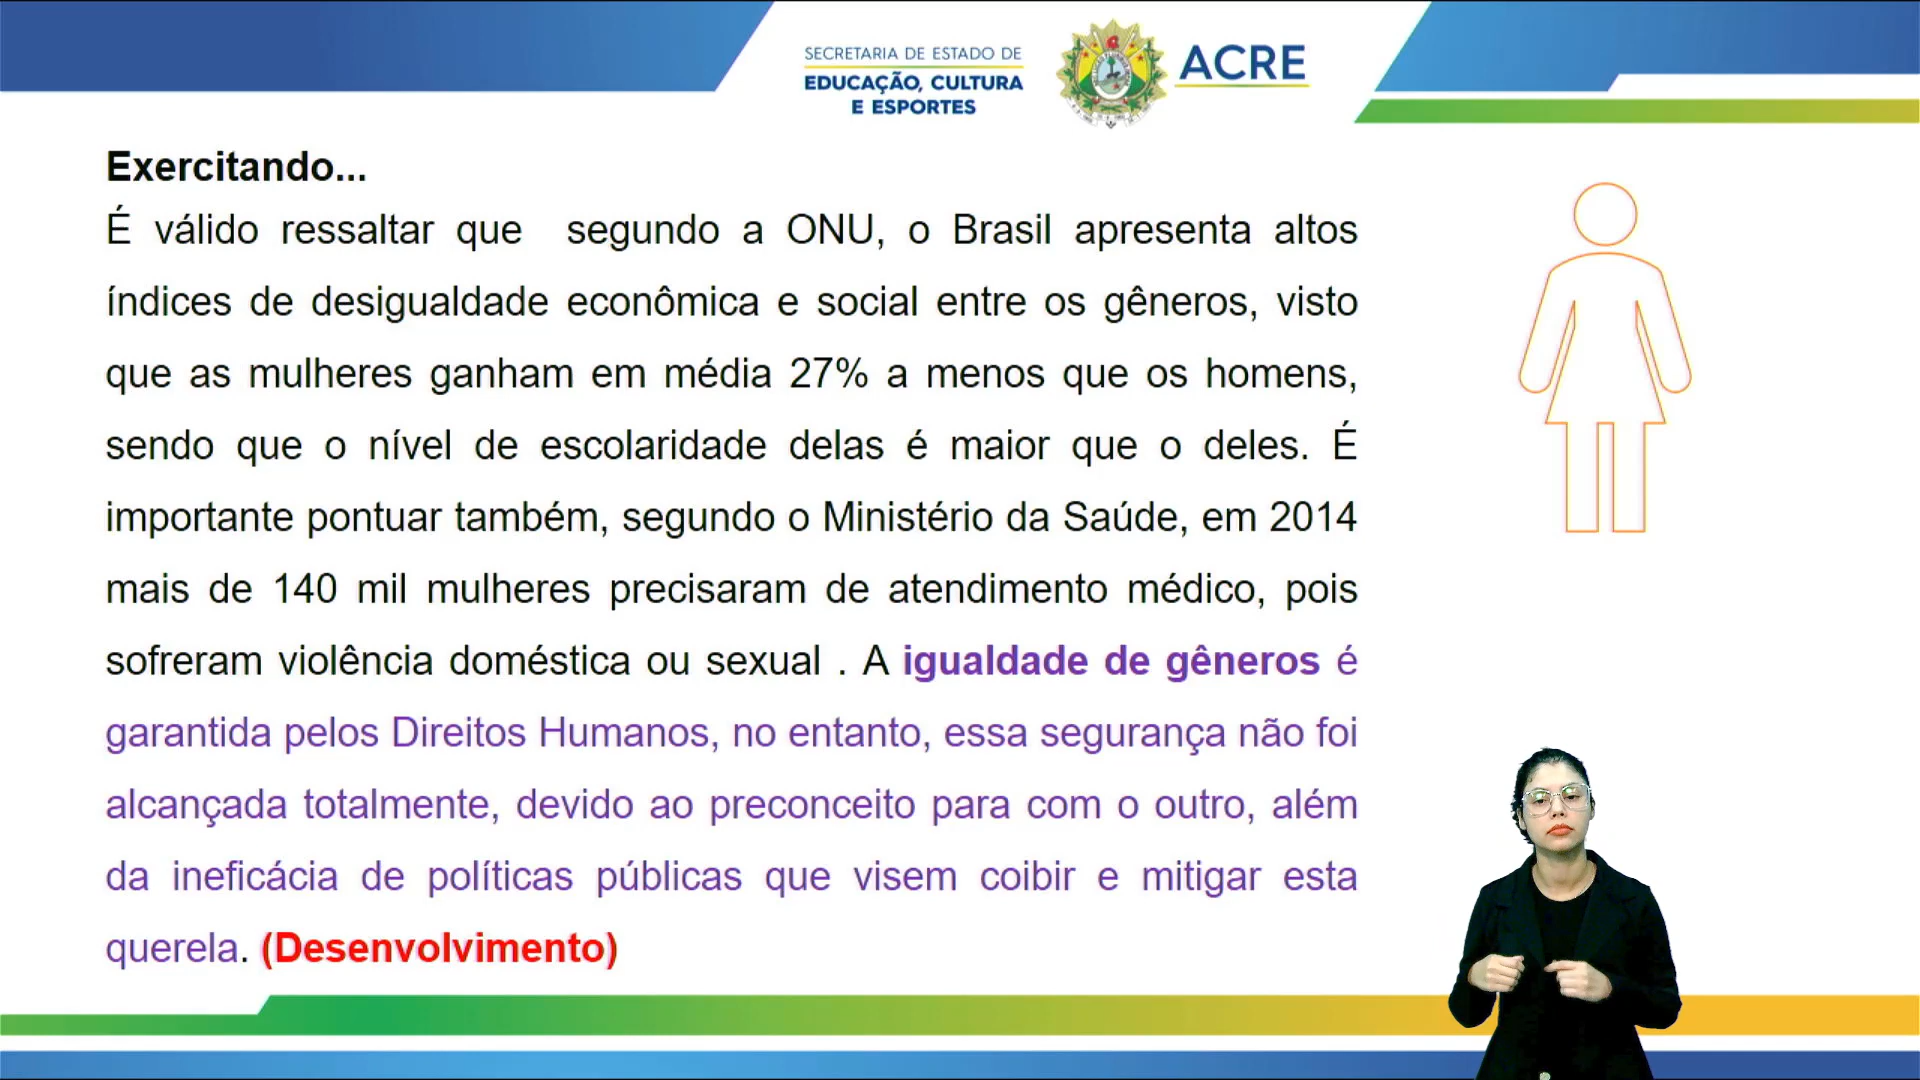 SECRETARIA DE ESTADO DE
EDUCAÇÃO, CULTURA
E ESPORTES
ACRE
Exercitando...
É válido ressaltar que segundo a ONU, o Brasil apresenta altos
índices de desigualdade econômica e social entre os gêneros, visto
que as mulheres ganham em média 27% a menos que os homens,
sendo que o nível de escolaridade delas é maior que o deles. É
importante pontuar também, segundo o Ministério da Saúde, em 2014
mais de 140 mil mulheres precisaram de atendimento médico, pois
sofreram violência doméstica ou sexual . A igualdade de gêneros é
garantida pelos Direitos Humanos, no entanto, essa segurança não foi
alcançada totalmente, devido ao preconceito para com o outro, além
da ineficácia de políticas públicas que visem coibir e mitigar esta
querela. (Desenvolvimento)